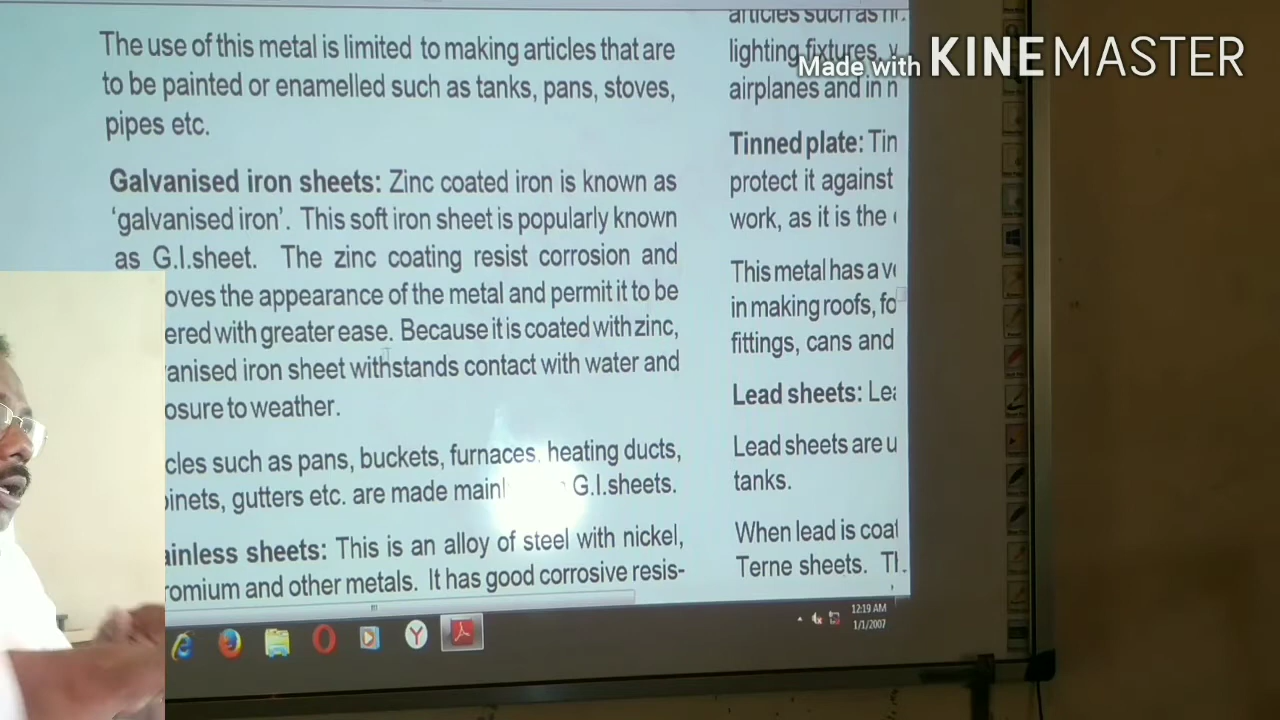 The use of this metal is limited to making articles that are
to be painted or enamelled such as tanks, pans, stoves,
pipes etc.
Galvanised iron sheets: Zinc coated iron is known as
'galvanised iron'. This soft iron sheet is popularly known
as G.I.sheet. The zinc coating resist corrosion and
oves the appearance of the metal and permit it to be
ered with greater ease. Because it is coated with zinc,
anised iron sheet withstands contact with water and
osure to weather.
cles such as pans, buckets, furnaces, heating ducts,
inets, gutters etc. are made G.I.sheets.
ainless sheets: This is an alloy of steel with nickel,
romium and other metals. It has good corrosive resis-
articles such as
lighting fixtures,
airplanes and in
Tinned plate: Tin
protect it against
work, as it is the
This metal has a
in making roofs, fo
fittings, cans and
Lead sheets: Lea
Lead sheets are u
tanks.
When lead is coat
Terne sheets.
Made with KINEMASTER
12:19 AM
1/1/2007